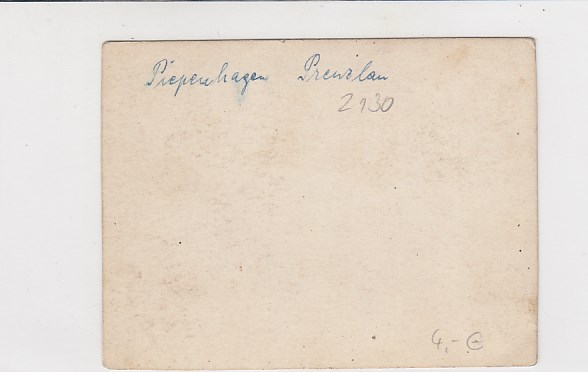 Piepenhagen Prenzlau
2130
4,- €